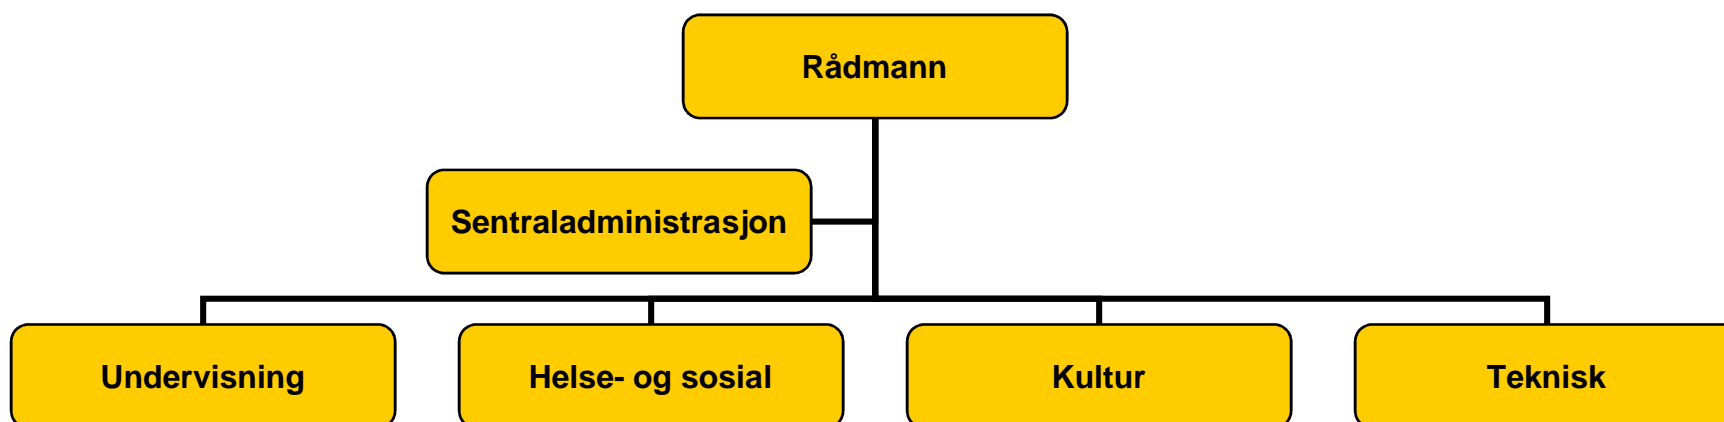 Rådmann
Sentraladministrasjon
Undervisning
Helse- og sosial
Kultur
Teknisk